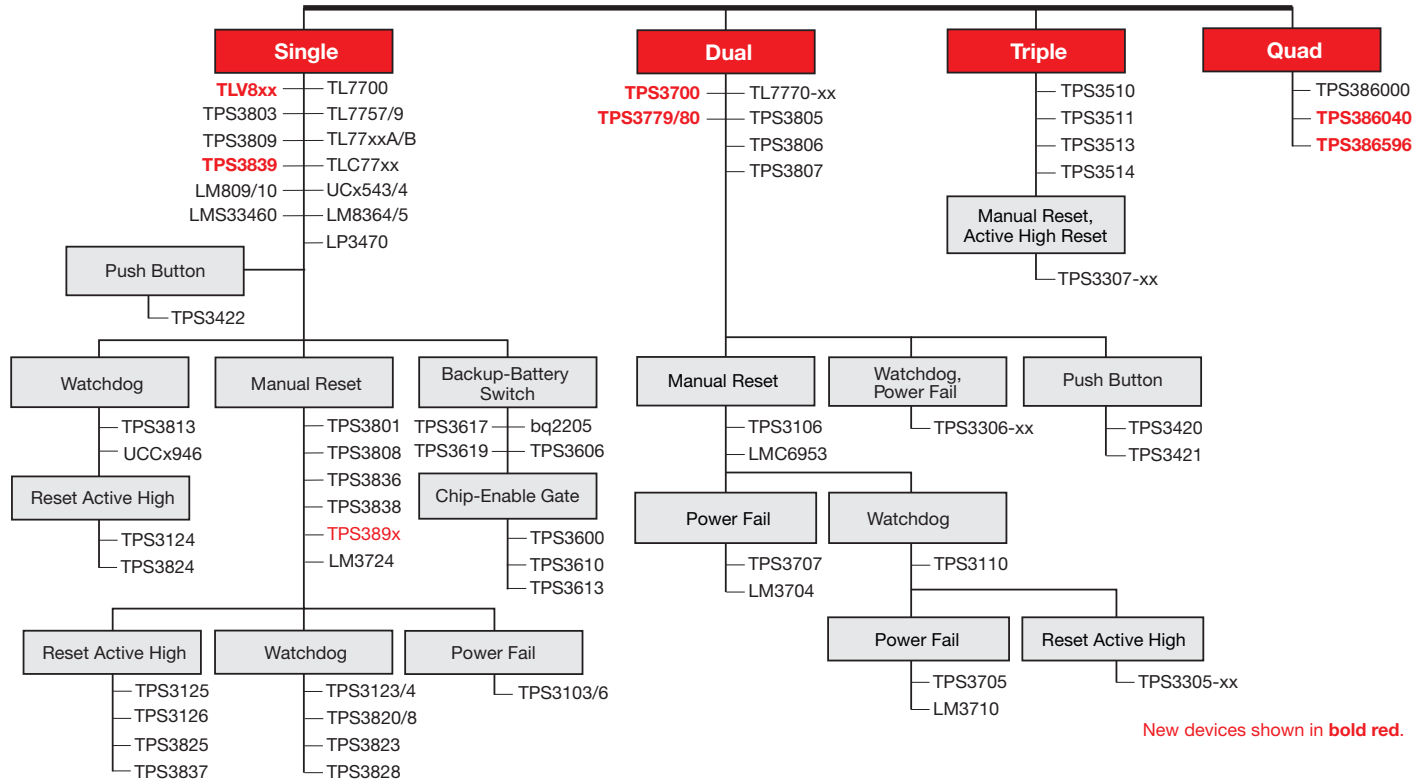 Single
TLV8xx
TL7700
TPS3803
TL7757/9
TPS3809
TL77xxA/B
TPS3839
TLC77xx
LM809/10
UCx543/4
LMS33460
LM8364/5
LP3470
Push Button
TPS3422
Watchdog
TPS3813
UCCx946
Reset Active High
TPS3124
TPS3824
Manual Reset
TPS3801
TPS3808
TPS3836
TPS3838
TPS389x
LM3724
Reset Active High
TPS3125
TPS3126
TPS3825
TPS3837
Watchdog
TPS3123/4
TPS3820/8
TPS3823
TPS3828
Power Fail
TPS3103/6
Backup-Battery
Switch
TPS3617
bq2205
TPS3619
TPS3606
Chip-Enable Gate
TPS3600
TPS3610
TPS3613
Dual
TPS3700
TL7770-xx
TPS3779/80
TPS3805
TPS3806
TPS3807
Manual Reset
TPS3106
LMC6953
Power Fail
TPS3707
LM3704
Watchdog
TPS3110
Power Fail
TPS3705
LM3710
Reset Active High
TPS3305-xx
Watchdog,
Power Fail
TPS3306-xx
Push Button
TPS3420
TPS3421
Triple
TPS3510
TPS3511
TPS3513
TPS3514
Manual Reset,
Active High Reset
TPS3307-xx
Quad
TPS386000
TPS386040
TPS386596
New devices shown in bold red.